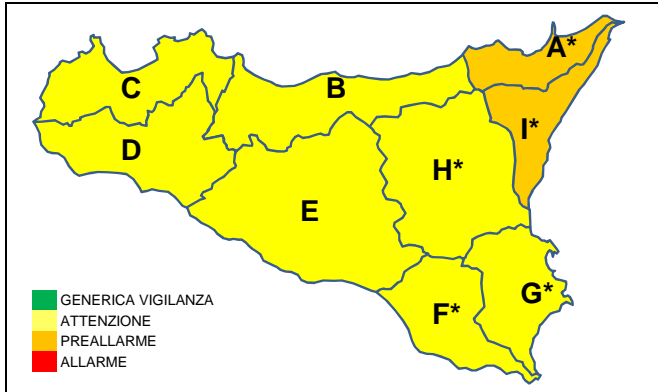 A*
C
B
I*
D
H*
E
G*
F*
GENERICA VIGILANZA
ATTENZIONE
PREALLARME
ALLARME